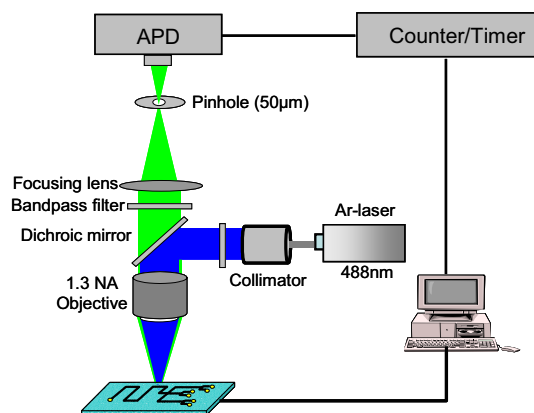 APD
Counter/Timer
Pinhole (50µm)
Focusing lens
Bandpass filter
Dichroic mirror
Ar-laser
488nm
Collimator
1.3 NA
Objective